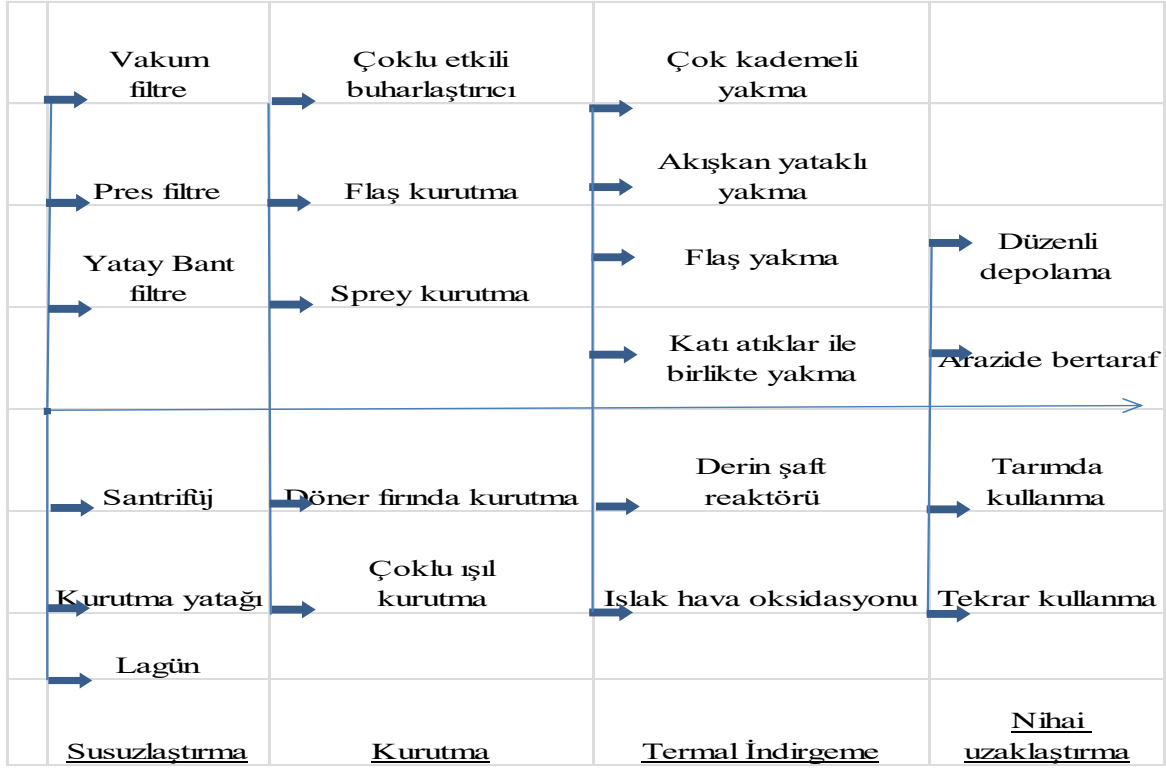 Vakum
filtre
Pres filtre
Yatay Bant
filtre
Santrifüj
Kurutma yatağı
Lagün
Susuzlaştırma
Çoklu etkili
buharlaştırıcı
Flaş kurutma
Sprey kurutma
Döner fırında kurutma
Çoklu ışıl
kurutma
Kurutma
Çok kademeli
yakma
Akışkan yataklı
yakma
Flaş yakma
Katı atıklar ile
birlikte yakma
Derin şaft
reaktörü
Işlak hava oksidasyonu
Termal İndirgeme
Düzenli
depolama
Arazide bertaraf
Tarımda
kullanma
Tekrar kullanma
Nihai
uzaklaştırma